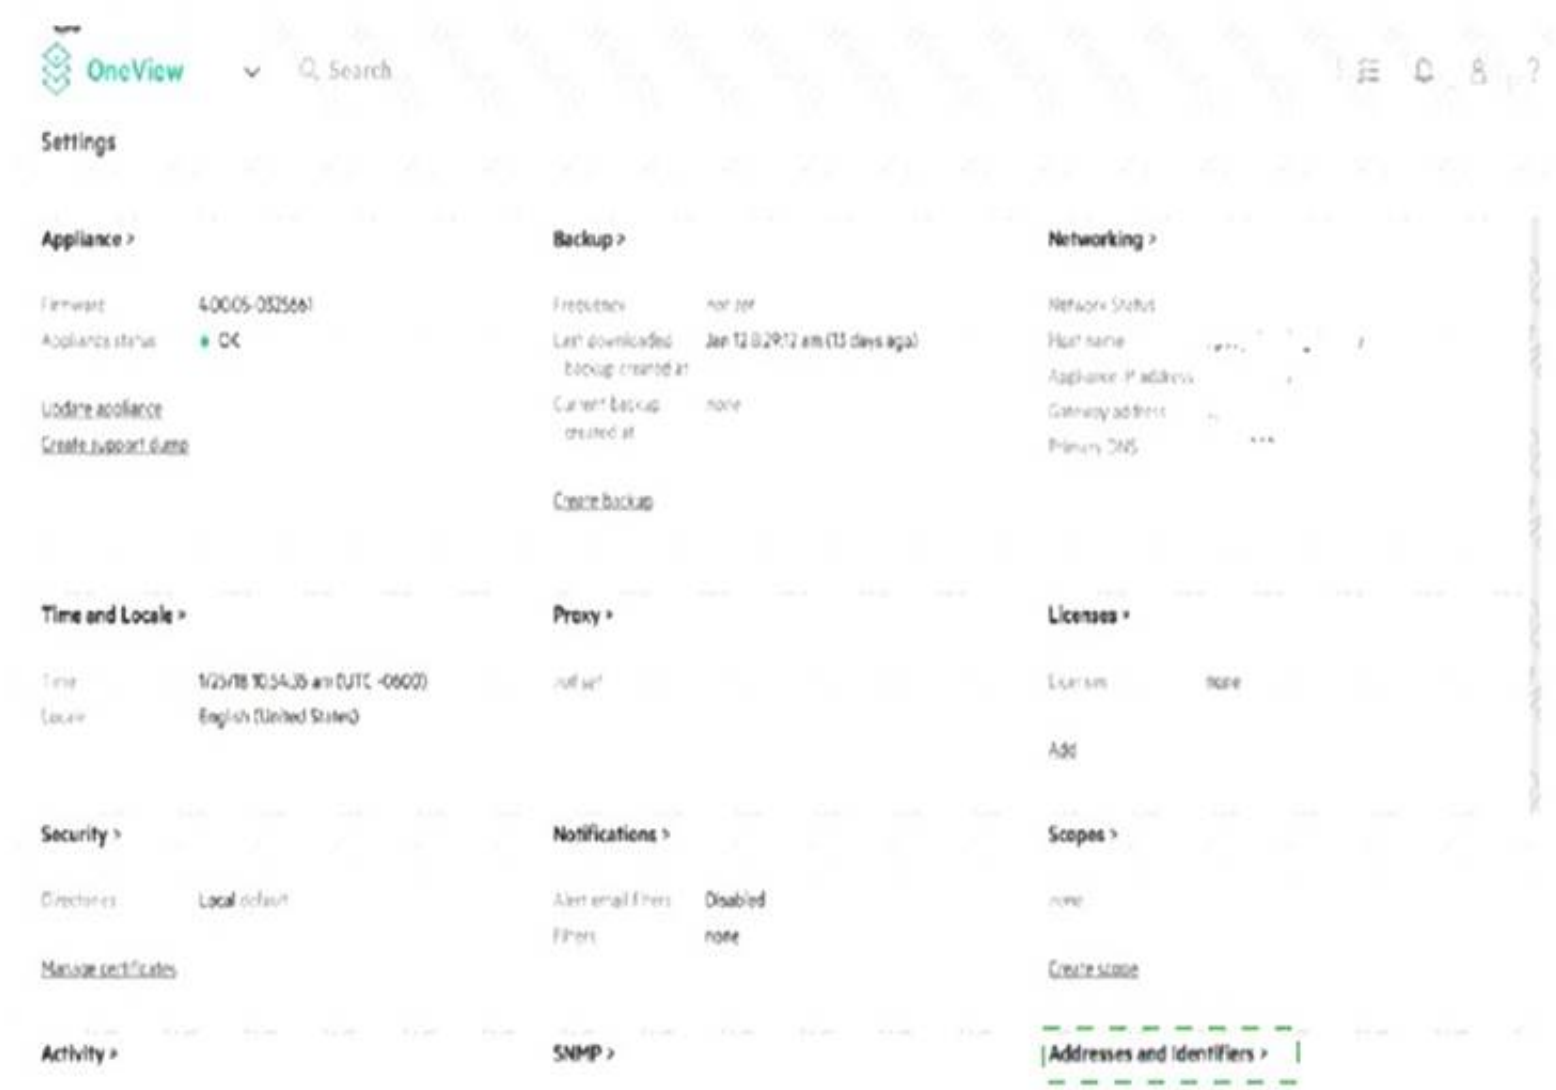 OneView
Search
?
Settings
Appliance >
Firmware 4.00.05-0325661
Appliance status OK
Update appliance
Create support dump
Backup >
Frequency not set
Last downloaded Jan 12 8:29:12 am (13 days ago)
backup created at
Current backup none
created at
Create backup
Networking >
Network Status
Host name
Appliance IP address
Gateway address
Primary DNS
Time and Locale >
Time 1/25/18 10:54:35 am (UTC -0600)
Locale English (United States)
Proxy >
not set
Licenses >
Licenses none
Add
Security >
Directories Local default
Manage certificates
Notifications >
Alert email filters Disabled
Filters none
Scopes >
none
Create scope
Activity >
SNMP >
Addresses and Identifiers >